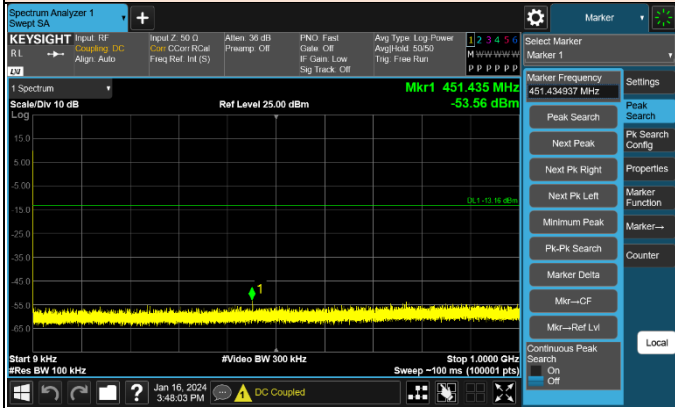 Spectrum Analyzer 1
Swept SA
+
Marker
KEYSIGHT
Input: RF
Input Z: 50 Ω
Atten: 36 dB
PNO: Fast
Avg Type: Log-Power
1 2 3 4 5 6
RL
Coupling: DC
Corr CCorr RCal
Preamp: Off
Gate: Off
Avg|Hold: 50/50
M W W W W W
Align: Auto
Freq Ref: Int (S)
IF Gain: Low
Trig: Free Run
Sig Track: Off
P P P P P P
LXI
Select Marker
Marker 1
1 Spectrum
Mkr1 451.435 MHz
Scale/Div 10 dB
Ref Level 25.00 dBm
-53.56 dBm
Log
15.0
5.00
-5.00
-15.0
-25.0
-35.0
-45.0
-55.0
-65.0
DL1 -13.16 dBm
1
Start 9 kHz
#Video BW 300 kHz
Stop 1.0000 GHz
#Res BW 100 kHz
Sweep ~100 ms (100001 pts)
Marker Frequency
451.434937 MHz
Peak Search
Next Peak
Next Pk Right
Next Pk Left
Minimum Peak
Pk-Pk Search
Marker Delta
Mkr→CF
Mkr→Ref Lvl
Continuous Peak
Search
On
Off
Settings
Peak
Search
Pk Search
Config
Properties
Marker
Function
Marker→
Counter
Local
?
Jan 16, 2024
3:48:03 PM
DC Coupled